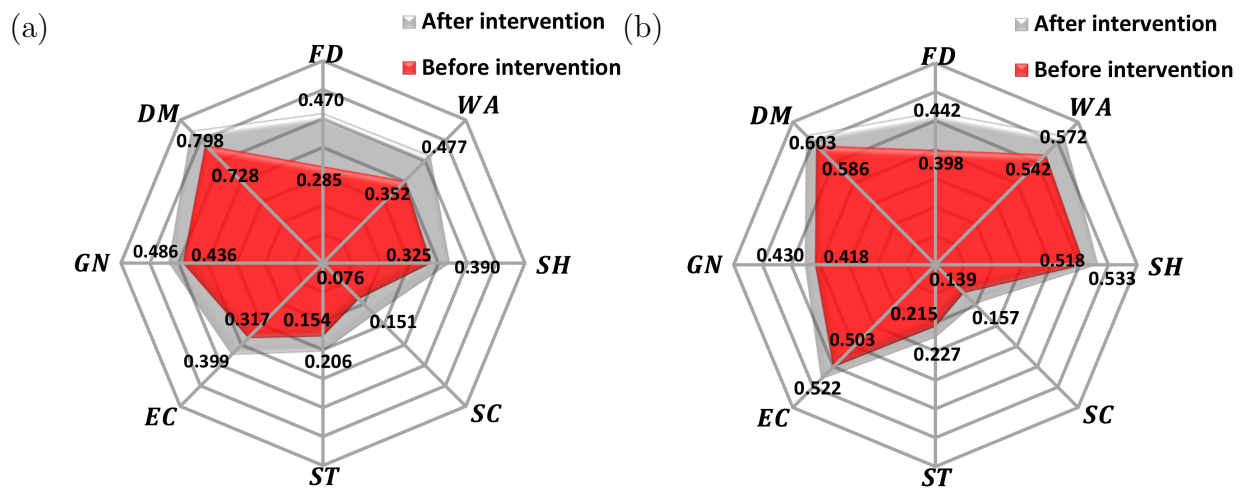 (a)
After intervention
Before intervention
FD
WA
DM
0.470
0.798
0.477
0.728
0.285
0.352
0.486
0.436
0.325
0.390
GN
SH
0.076
0.317
0.154
0.151
0.399
0.206
EC
SC
ST
(b)
After intervention
Before intervention
FD
WA
DM
0.442
0.603
0.572
0.586
0.398
0.542
0.430
0.418
0.518
0.533
GN
SH
0.139
0.215
0.157
0.503
0.227
0.522
EC
SC
ST